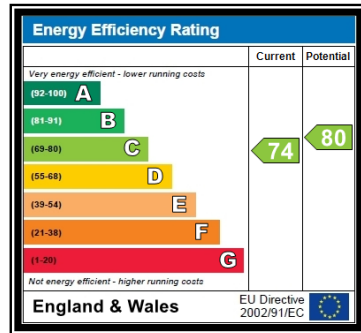 Energy Efficiency Rating
Current Potential
Very energy efficient - lower running costs
(92-100) A
(81-91) B
(69-80) C
(55-68) D
(39-54) E
(21-38) F
(1-20) G
74
80
Not energy efficient - higher running costs
England & Wales
EU Directive
2002/91/EC